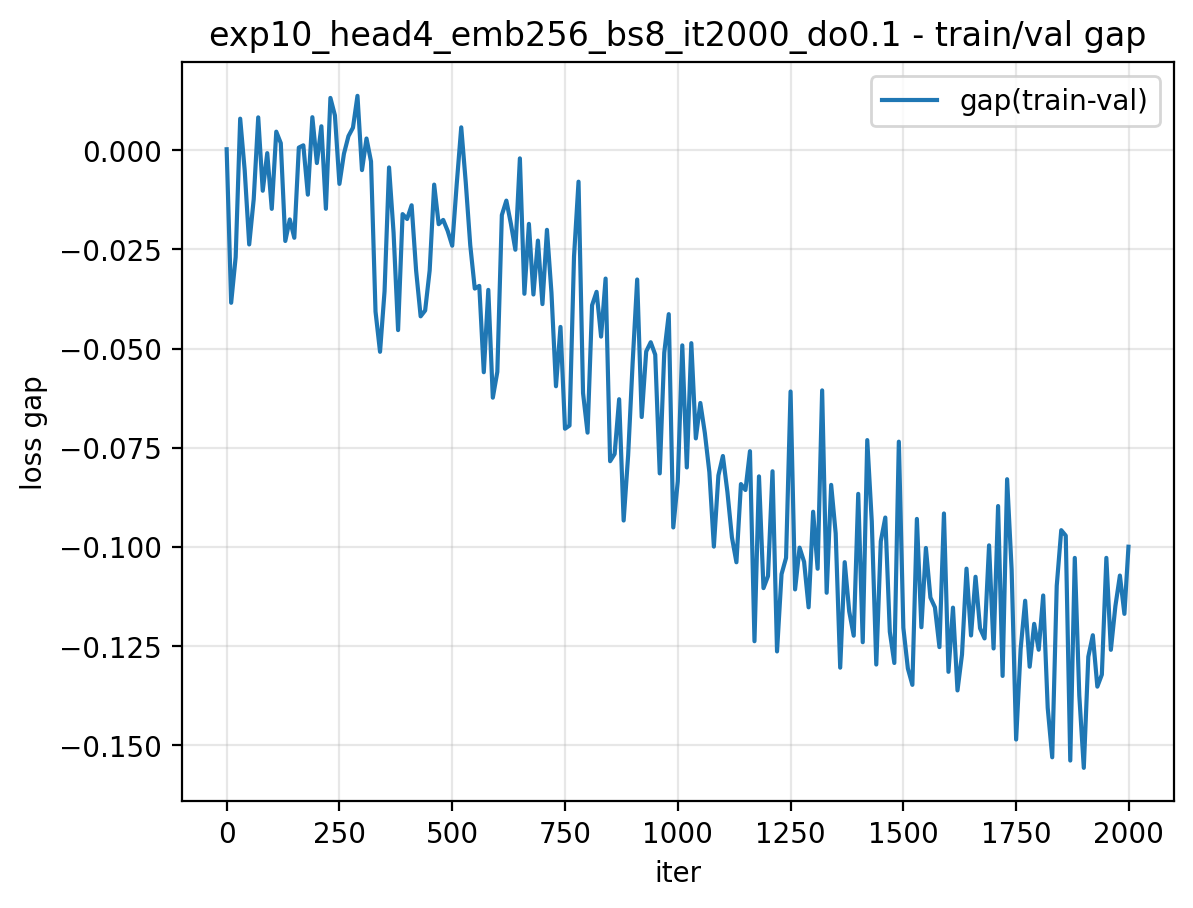 exp10_head4_emb256_bs8_it2000_do0.1 - train/val gap
gap(train-val)
0.000
−0.025
−0.050
−0.075
−0.100
−0.125
−0.150
loss gap
0 250 500 750 1000 1250 1500 1750 2000
iter